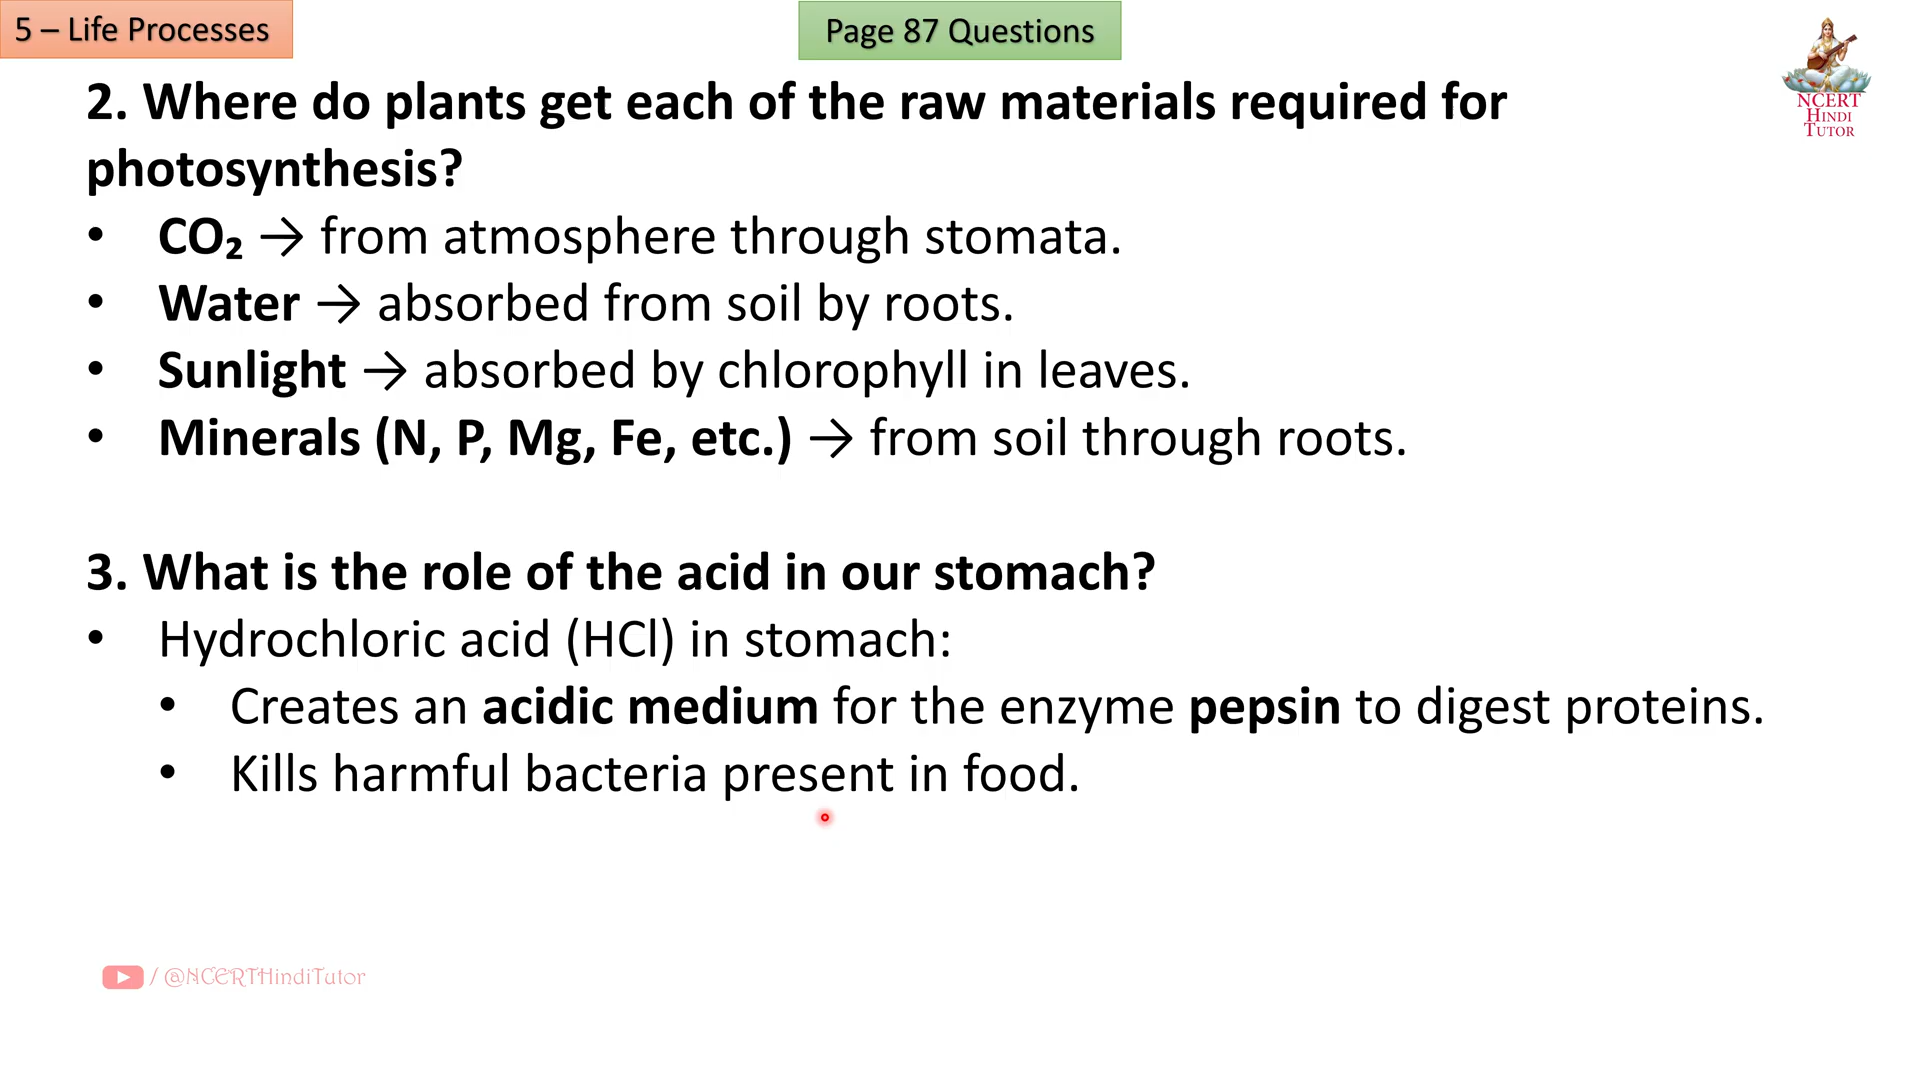 5 – Life Processes
Page 87 Questions
NCERT
HINDI
TUTOR
2. Where do plants get each of the raw materials required for
photosynthesis?
• CO₂ → from atmosphere through stomata.
• Water → absorbed from soil by roots.
• Sunlight → absorbed by chlorophyll in leaves.
• Minerals (N, P, Mg, Fe, etc.) → from soil through roots.
3. What is the role of the acid in our stomach?
• Hydrochloric acid (HCl) in stomach:
• Creates an acidic medium for the enzyme pepsin to digest proteins.
• Kills harmful bacteria present in food.
/ @NCERTHindiTutor